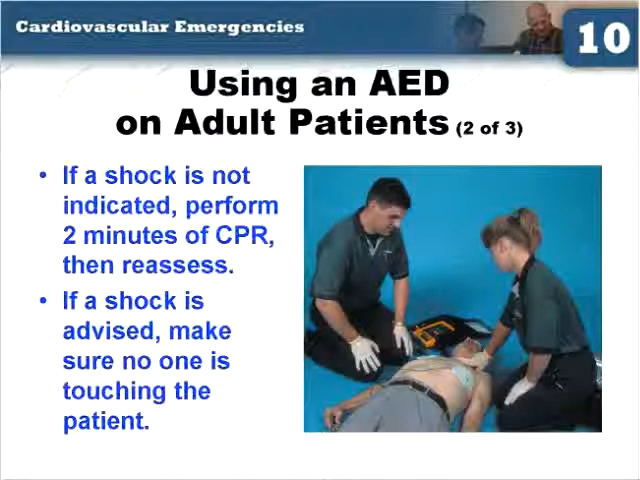 Cardiovascular Emergencies
10
Using an AED
on Adult Patients (2 of 3)
• If a shock is not
indicated, perform
2 minutes of CPR,
then reassess.
• If a shock is
advised, make
sure no one is
touching the
patient.